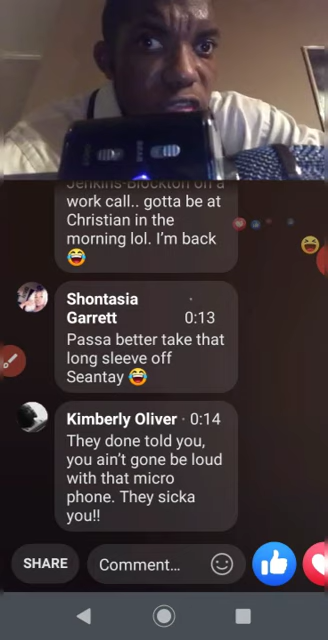 Jenkins-Blockton on a
work call.. gotta be at
Christian in the
morning lol. I'm back
😂
Shontasia
Garrett · 0:13
Passa better take that
long sleeve off
Seantay 😂
Kimberly Oliver · 0:14
They done told you,
you ain't gone be loud
with that micro
phone. They sicka
you!!
SHARE
Comment...